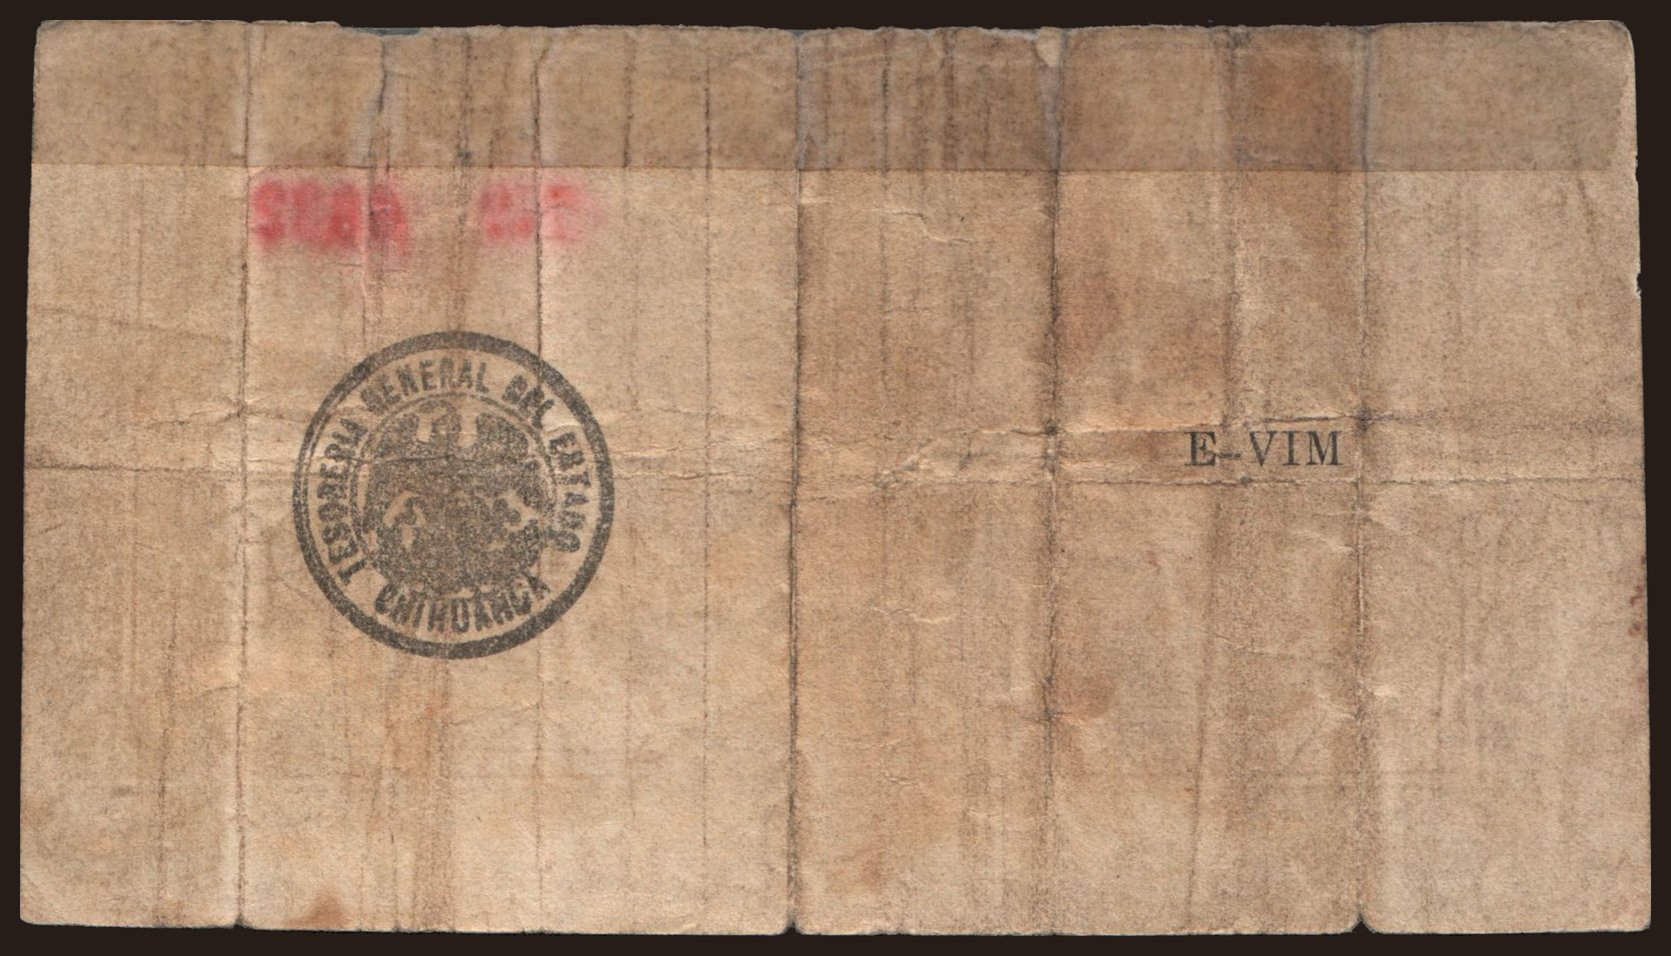 TESORERIA GENERAL DEL ESTADO
CHIHUAHUA
E-VIM